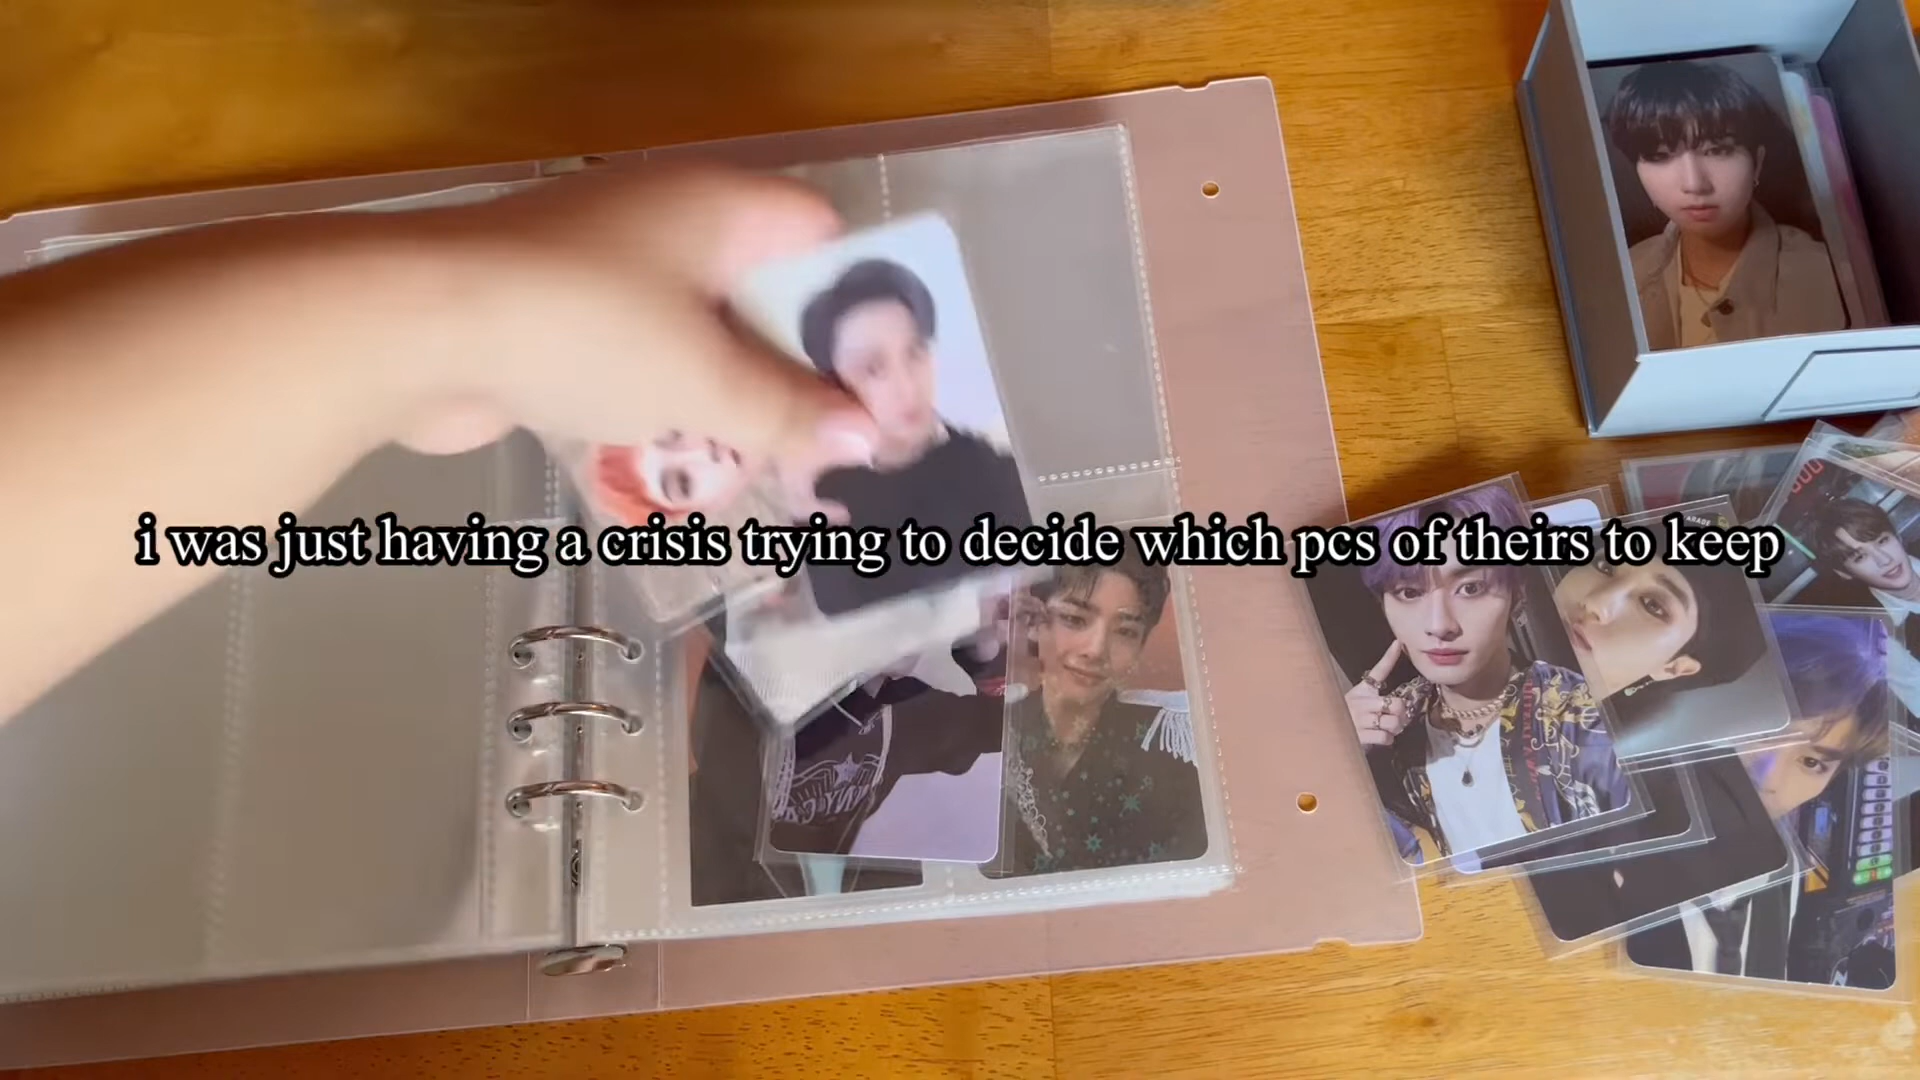 i was just having a crisis trying to decide which pcs of theirs to keep